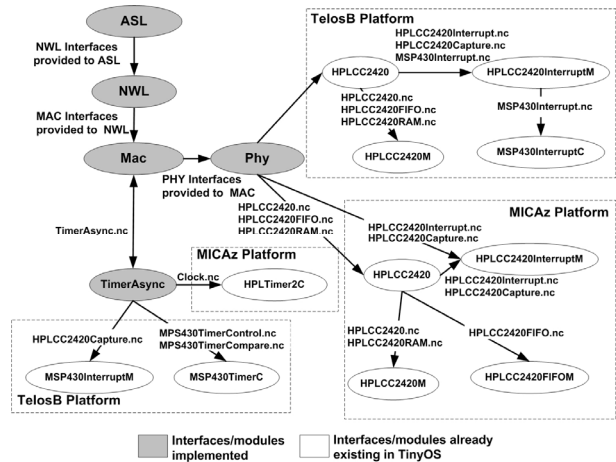 TelosB Platform
ASL
HPLCC2420Interrupt.nc
HPLCC2420Capture.nc
MSP430Interrupt.nc
NWL Interfaces
provided to ASL
HPLCC2420
HPLCC2420InterruptM
NWL
HPLCC2420.nc
HPLCC2420FIFO.nc
HPLCC2420RAM.nc
MSP430Interrupt.nc
MAC Interfaces
provided to NWL
Mac
Phy
HPLCC2420M
MSP430InterruptC
PHY Interfaces
provided to MAC
HPLCC2420.nc
HPLCC2420FIFO.nc
HPLCC2420RAM.nc
MICAz Platform
TimerAsync.nc
HPLCC2420Interrupt.nc
HPLCC2420Capture.nc
MICAz Platform
HPLCC2420InterruptM
HPLCC2420
TimerAsync
Clock.nc
HPLTimer2C
HPLCC2420Interrupt.nc
HPLCC2420Capture.nc
HPLCC2420Capture.nc
MPS430TimerControl.nc
MPS430TimerCompare.nc
HPLCC2420.nc
HPLCC2420RAM.nc
HPLCC2420FIFO.nc
MSP430InterruptM
MSP430TimerC
HPLCC2420M
HPLCC2420FIFOM
TelosB Platform
Interfaces/modules
implemented
Interfaces/modules already
existing in TinyOS